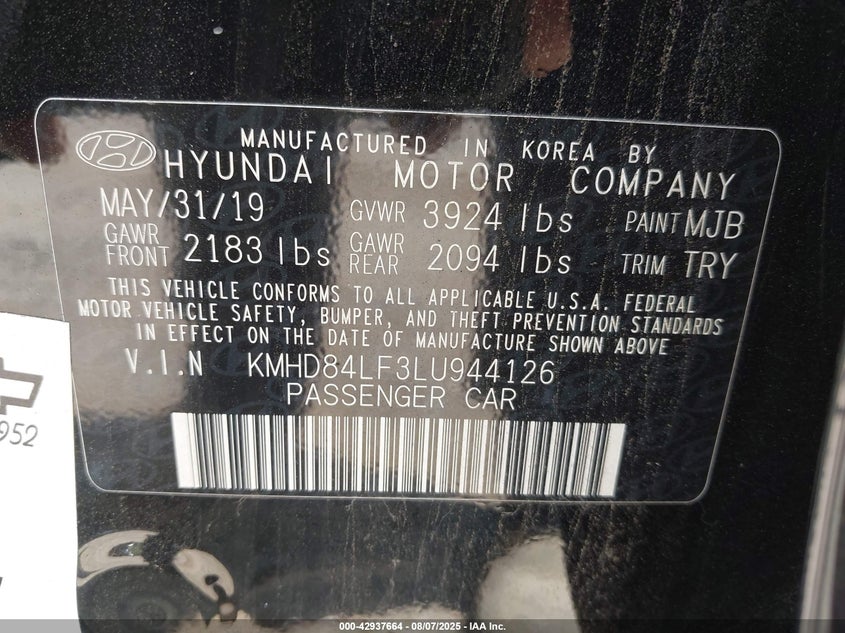 MANUFACTURED IN KOREA BY
HYUNDAI MOTOR COMPANY
MAY/31/19 GVWR 3924 lbs PAINT MJB
GAWR FRONT 2183 lbs GAWR REAR 2094 lbs TRIM TRY
THIS VEHICLE CONFORMS TO ALL APPLICABLE U.S.A. FEDERAL
MOTOR VEHICLE SAFETY, BUMPER, AND THEFT PREVENTION STANDARDS
IN EFFECT ON THE DATE OF MANUFACTURE SHOWN ABOVE
V.I.N KMHD84LF3LU944126
PASSENGER CAR
952
000-42937664 - 08/07/2025 - IAA Inc.